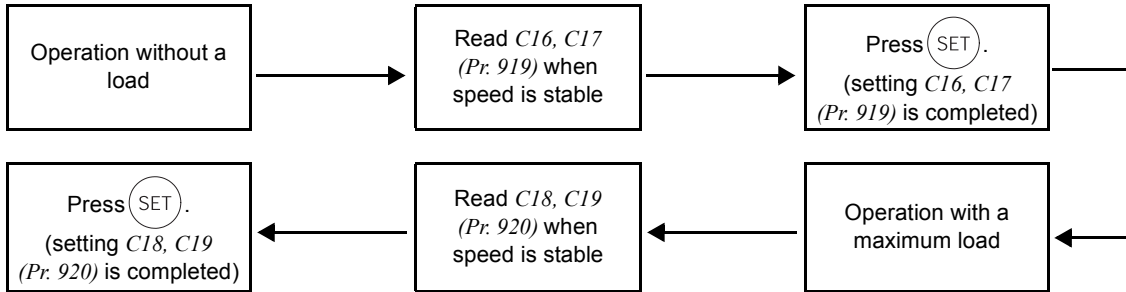 Operation without a
load
Read C16, C17
(Pr. 919) when
speed is stable
Press SET.
(setting C16, C17
(Pr. 919) is completed)
Operation with a
maximum load
Read C18, C19
(Pr. 920) when
speed is stable
Press SET.
(setting C18, C19
(Pr. 920) is completed)